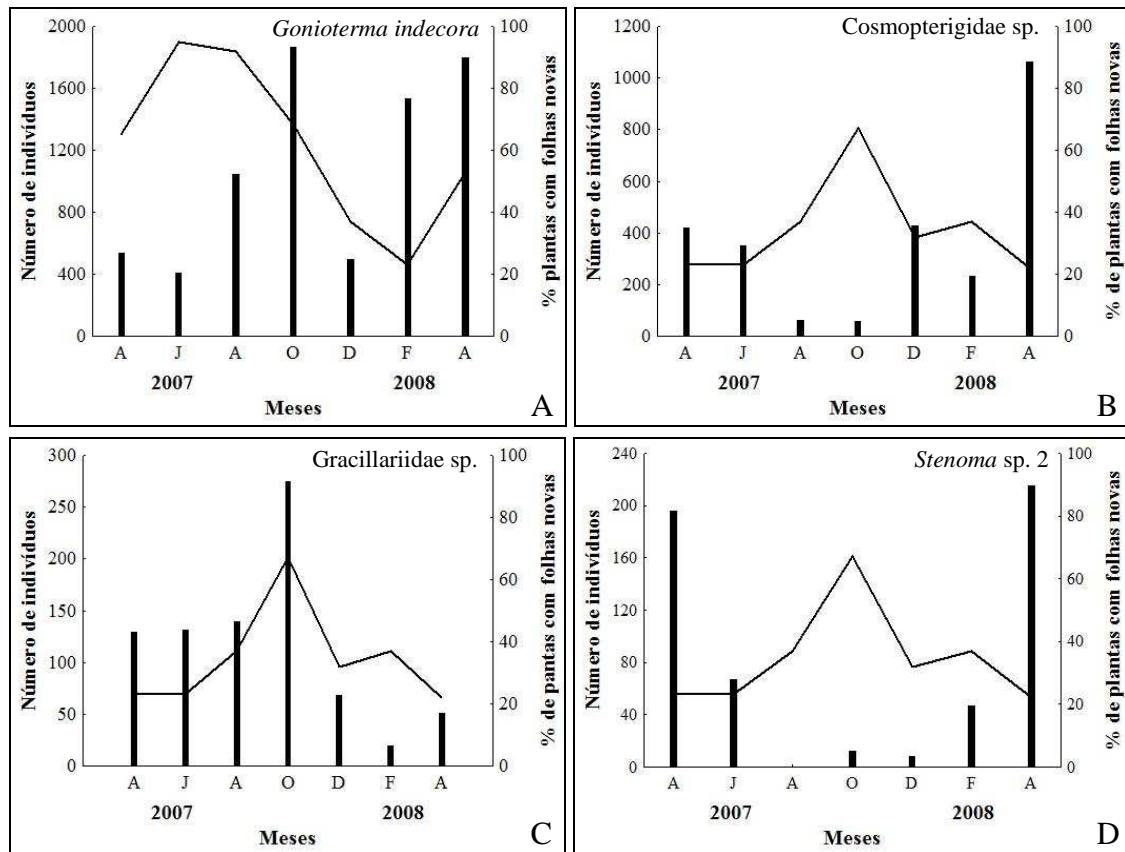 Gonioterma indecora
Número de indivíduos
2000
1600
1200
800
400
0
100
80
60
40
20
0
% plantas com folhas novas
A J A O D F A
2007 2008
Meses
A
Cosmopterigidae sp.
Número de indivíduos
1200
1000
800
600
400
200
0
100
80
60
40
20
0
% de plantas com folhas novas
A J A O D F A
2007 2008
Meses
B
Gracillariidae sp.
Número de indivíduos
300
250
200
150
100
50
0
100
80
60
40
20
0
% de pantas com folhas novas
A J A O D F A
2007 2008
Meses
C
Stenoma sp. 2
Número de indivíduos
240
200
160
120
80
40
0
100
80
60
40
20
0
% de plantas com folhas novas
A J A O D F A
2007 2008
Meses
D